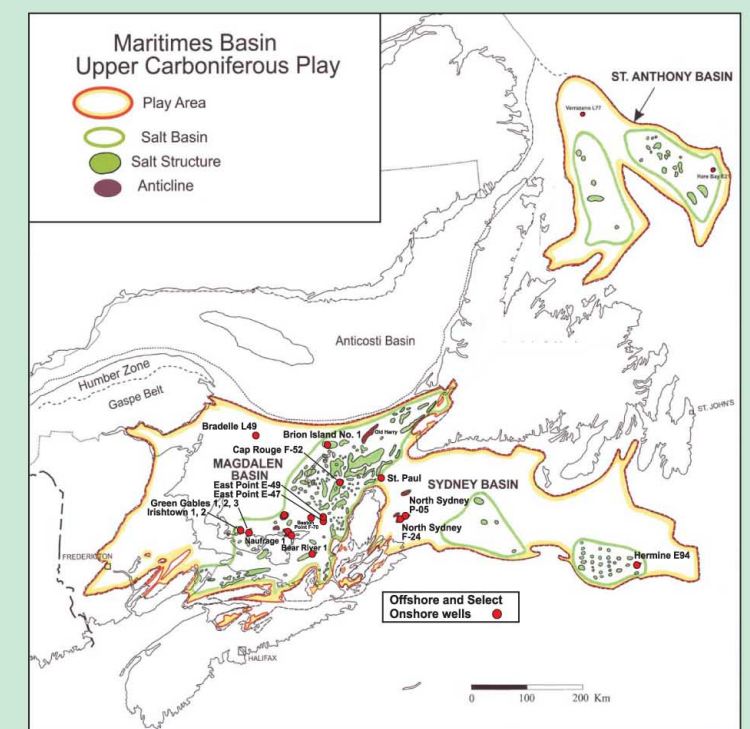 Maritimes Basin
Upper Carboniferous Play
Play Area
Salt Basin
Salt Structure
Anticline
ST. ANTHONY BASIN
Verrazano L77
Hare Bay E21
Anticosti Basin
Humber Zone
Gaspe Belt
ST. JOHN'S
Bradelle L49
Brion Island No. 1
Old Harry
Cap Rouge F-52
MAGDALEN
BASIN
St. Paul
SYDNEY BASIN
East Point E-49
East Point E-47
North Sydney
P-05
Green Gables 1, 2, 3
Irishtown 1, 2
Beaton
Point F-70
North Sydney
F-24
Naufrage 1
Bear River 1
FREDERICTON
Hermine E94
Offshore and Select
Onshore wells
HALIFAX
0 100 200 Km